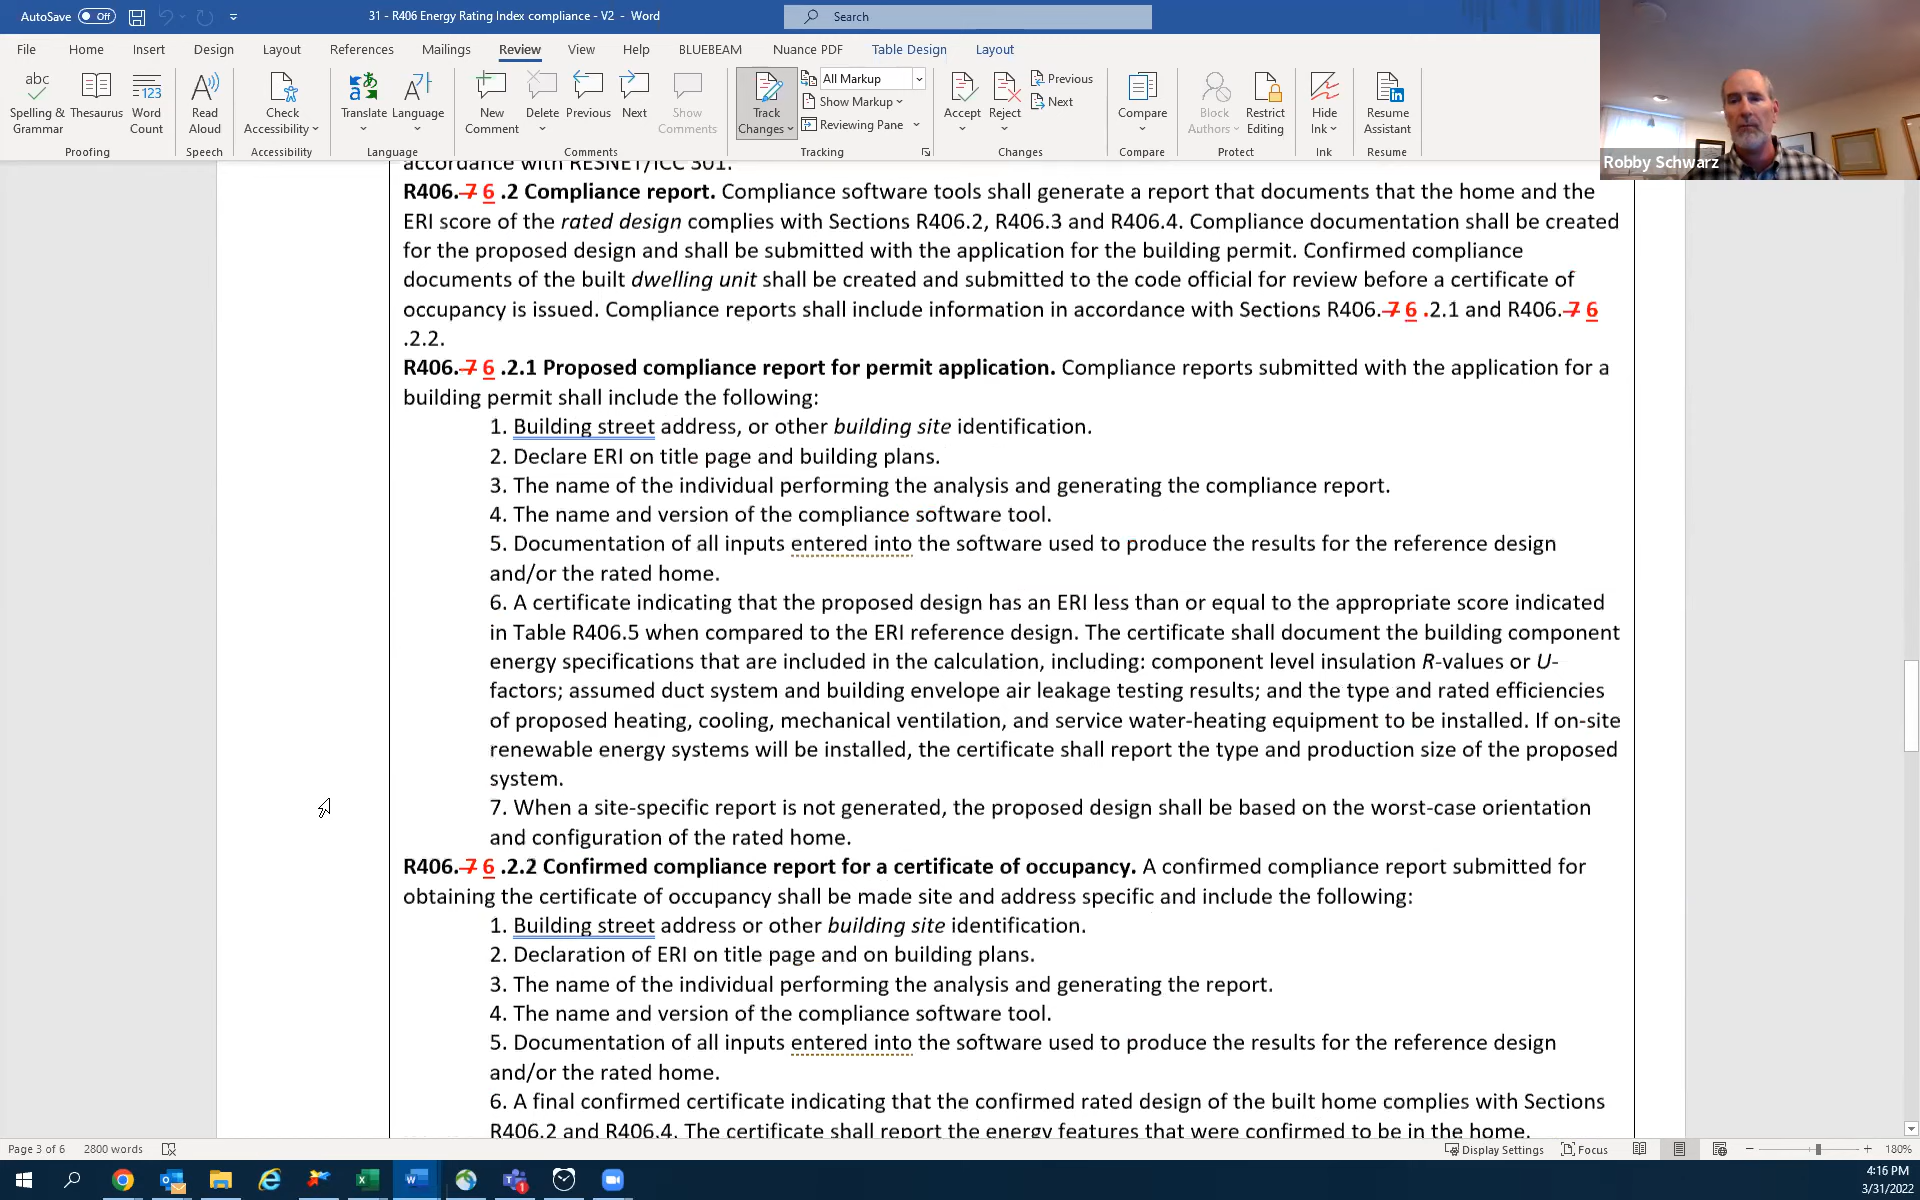 AutoSave Off 31 - R406 Energy Rating Index compliance - V2 - Word Search
File Home Insert Design Layout References Mailings Review View Help BLUEBEAM Nuance PDF Table Design Layout
abc Spelling & Grammar Thesaurus 123 Word Count Read Aloud Check Accessibility Translate Language New Comment Delete Previous Next Show Comments Track Changes All Markup Show Markup Reviewing Pane Accept Reject Previous Next Compare Block Authors Restrict Editing Hide Ink Resume Assistant
Proofing Speech Accessibility Language Comments Tracking Changes Compare Protect Ink Resume
Robby Schwarz
accordance with RESNET/ICC 301.
R406.7 6 .2 Compliance report. Compliance software tools shall generate a report that documents that the home and the
ERI score of the rated design complies with Sections R406.2, R406.3 and R406.4. Compliance documentation shall be created
for the proposed design and shall be submitted with the application for the building permit. Confirmed compliance
documents of the built dwelling unit shall be created and submitted to the code official for review before a certificate of
occupancy is issued. Compliance reports shall include information in accordance with Sections R406.7 6 .2.1 and R406.7 6
.2.2.
R406.7 6 .2.1 Proposed compliance report for permit application. Compliance reports submitted with the application for a
building permit shall include the following:
1. Building street address, or other building site identification.
2. Declare ERI on title page and building plans.
3. The name of the individual performing the analysis and generating the compliance report.
4. The name and version of the compliance software tool.
5. Documentation of all inputs entered into the software used to produce the results for the reference design
and/or the rated home.
6. A certificate indicating that the proposed design has an ERI less than or equal to the appropriate score indicated
in Table R406.5 when compared to the ERI reference design. The certificate shall document the building component
energy specifications that are included in the calculation, including: component level insulation R-values or U-
factors; assumed duct system and building envelope air leakage testing results; and the type and rated efficiencies
of proposed heating, cooling, mechanical ventilation, and service water-heating equipment to be installed. If on-site
renewable energy systems will be installed, the certificate shall report the type and production size of the proposed
system.
7. When a site-specific report is not generated, the proposed design shall be based on the worst-case orientation
and configuration of the rated home.
R406.7 6 .2.2 Confirmed compliance report for a certificate of occupancy. A confirmed compliance report submitted for
obtaining the certificate of occupancy shall be made site and address specific and include the following:
1. Building street address or other building site identification.
2. Declaration of ERI on title page and on building plans.
3. The name of the individual performing the analysis and generating the report.
4. The name and version of the compliance software tool.
5. Documentation of all inputs entered into the software used to produce the results for the reference design
and/or the rated home.
6. A final confirmed certificate indicating that the confirmed rated design of the built home complies with Sections
R406.2 and R406.4. The certificate shall report the energy features that were confirmed to be in the home,
Page 3 of 6 2800 words Display Settings Focus 180%
4:16 PM
3/31/2022